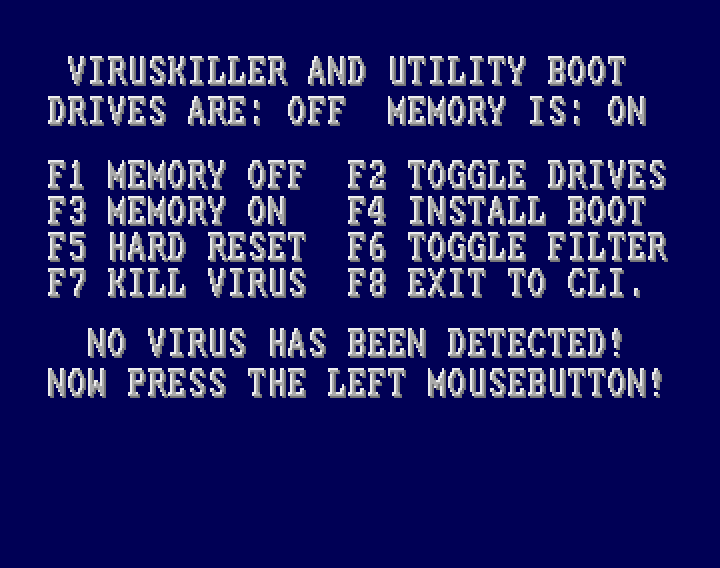 VIRUSKILLER AND UTILITY BOOT
DRIVES ARE: OFF  MEMORY IS: ON
F1 MEMORY OFF  F2 TOGGLE DRIVES
F3 MEMORY ON   F4 INSTALL BOOT
F5 HARD RESET  F6 TOGGLE FILTER
F7 KILL VIRUS  F8 EXIT TO CLI.
NO VIRUS HAS BEEN DETECTED!
NOW PRESS THE LEFT MOUSEBUTTON!